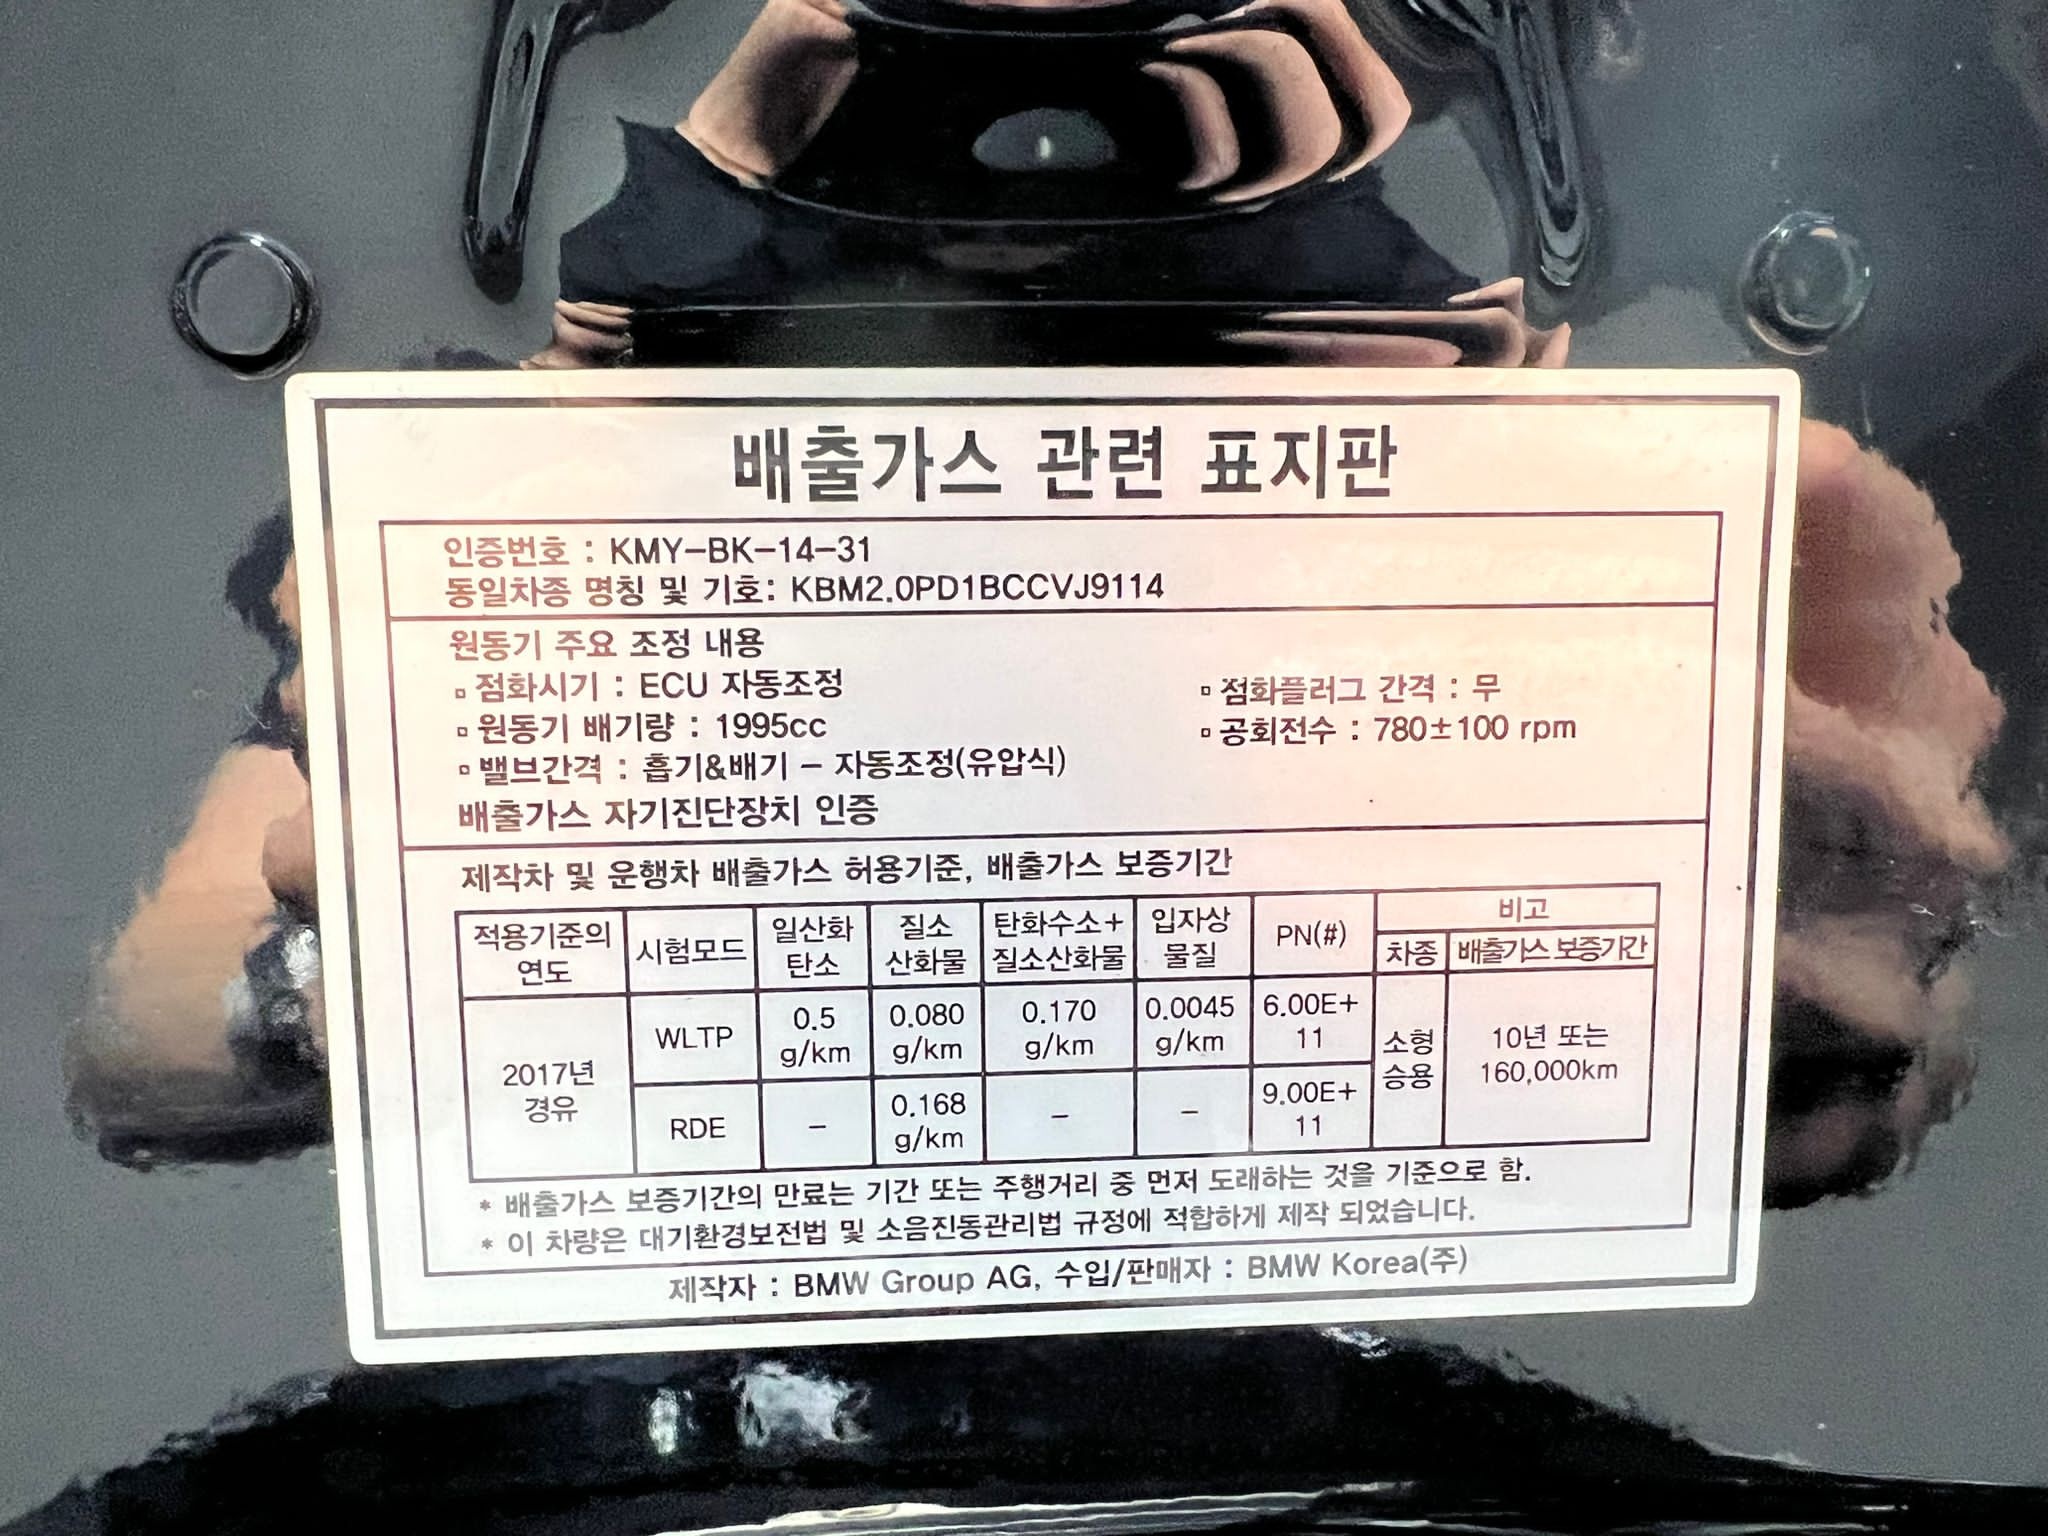 배출가스 관련 표지판
인증번호 : KMY-BK-14-31
동일차종 명칭 및 기호: KBM2.0PD1BCCVJ9114
원동기 주요 조정 내용
▫ 점화시기 : ECU 자동조정
▫ 점화플러그 간격 : 무
▫ 원동기 배기량 : 1995cc
▫ 공회전수 : 780±100 rpm
▫ 밸브간격 : 흡기&배기 - 자동조정(유압식)
배출가스 자기진단장치 인증
제작차 및 운행차 배출가스 허용기준, 배출가스 보증기간
적용기준의
연도
시험모드
일산화
탄소
질소
산화물
탄화수소+
질소산화물
입자상
물질
PN(#)
비고
차종
배출가스 보증기간
2017년
경유
WLTP
0.5
g/km
0.080
g/km
0.170
g/km
0.0045
g/km
6.00E+
11
소형
승용
10년 또는
160,000km
RDE
-
0.168
g/km
-
-
9.00E+
11
* 배출가스 보증기간의 만료는 기간 또는 주행거리 중 먼저 도래하는 것을 기준으로 함.
* 이 차량은 대기환경보전법 및 소음진동관리법 규정에 적합하게 제작 되었습니다.
제작자 : BMW Group AG, 수입/판매자 : BMW Korea(주)